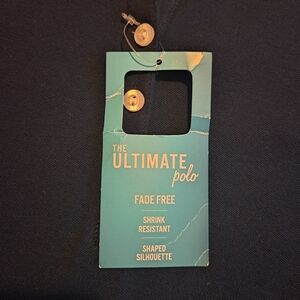 THE
ULTIMATE
polo
FADE FREE
SHRINK
RESISTANT
SHAPED
SILHOUETTE